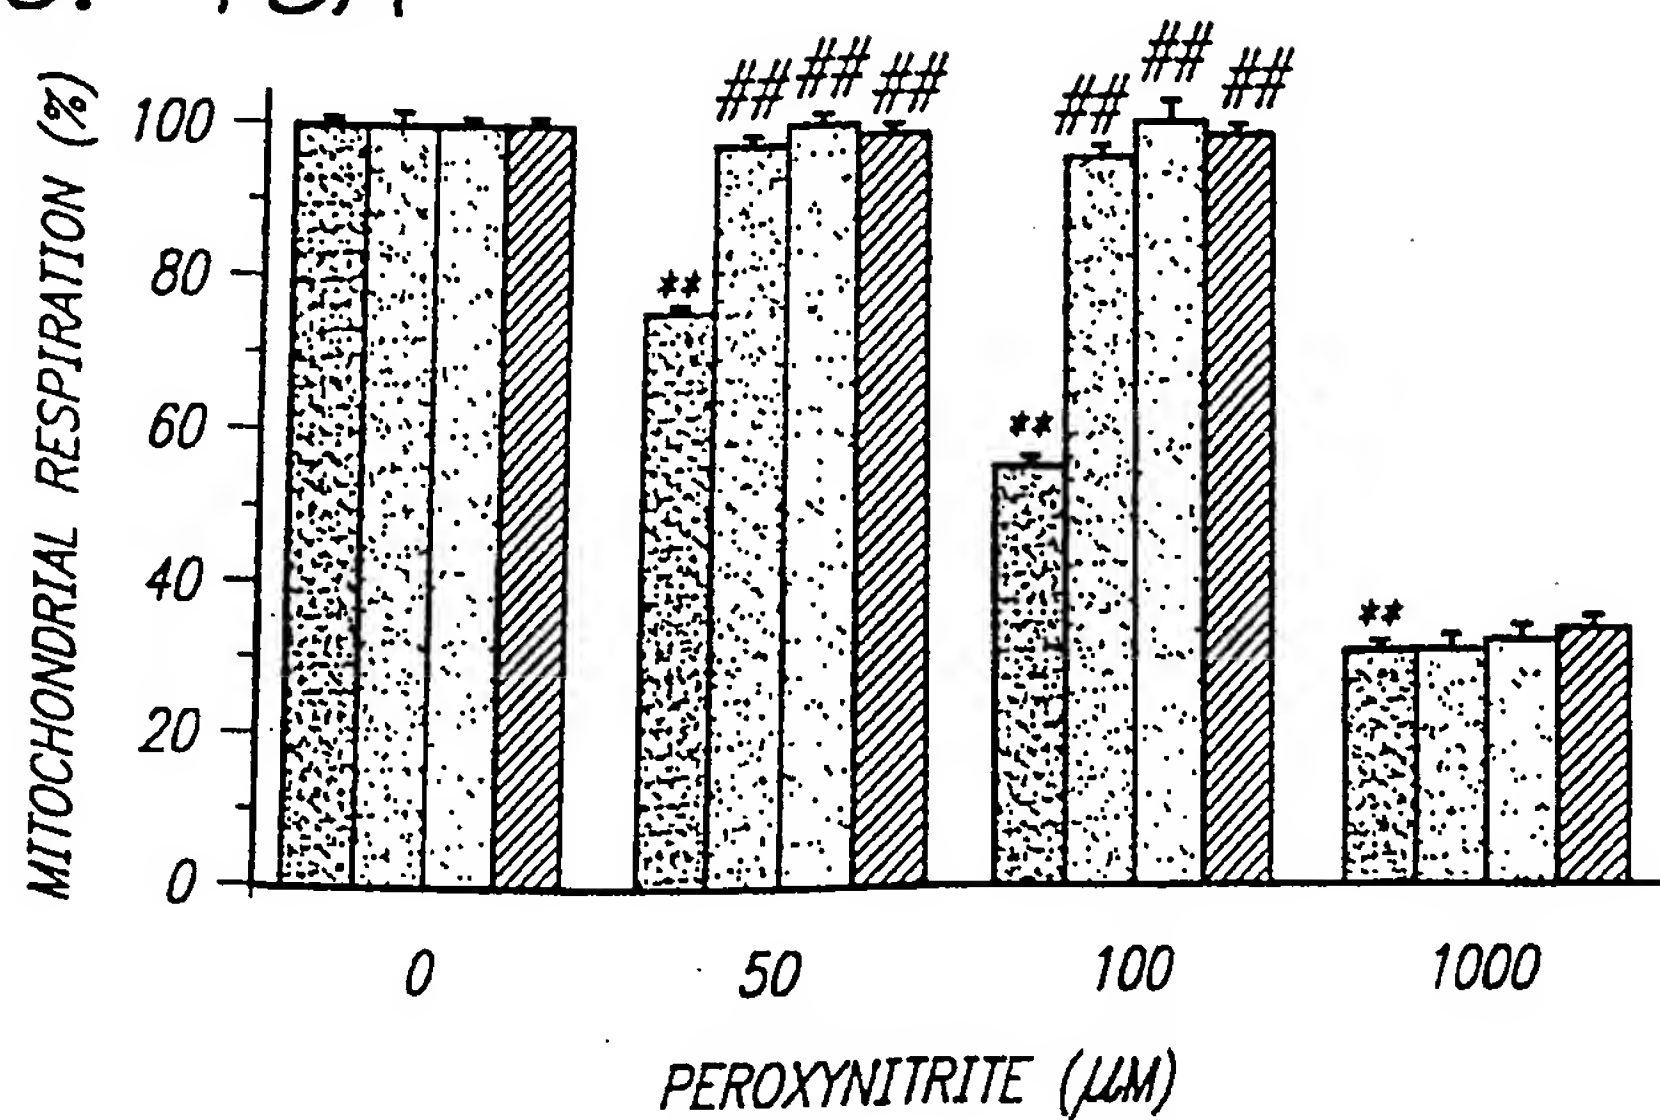 ## ## ## ## ## ##
100
80 **
60 **
40 **
20
0
MITOCHONDRIAL RESPIRATION (%)
0 50 100 1000
PEROXYNITRITE (µM)